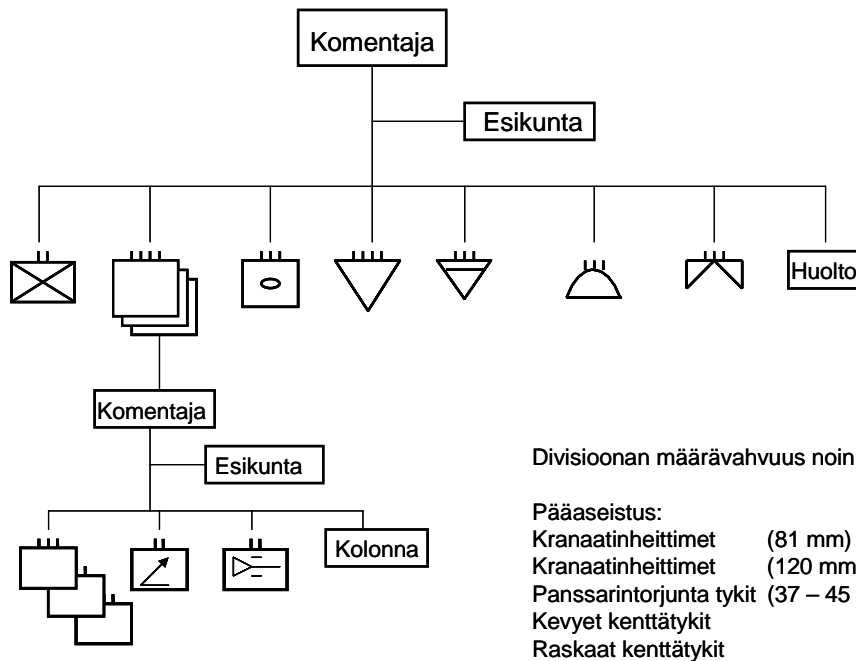 Komentaja
Esikunta
Huolto
Komentaja
Esikunta
Kolonna
Divisioonan määrävahvuus noin
Pääaseistus:
Kranaatinheittimet (81 mm)
Kranaatinheittimet (120 mm
Panssarintorjunta tykit (37 – 45
Kevyet kenttätykit
Raskaat kenttätykit